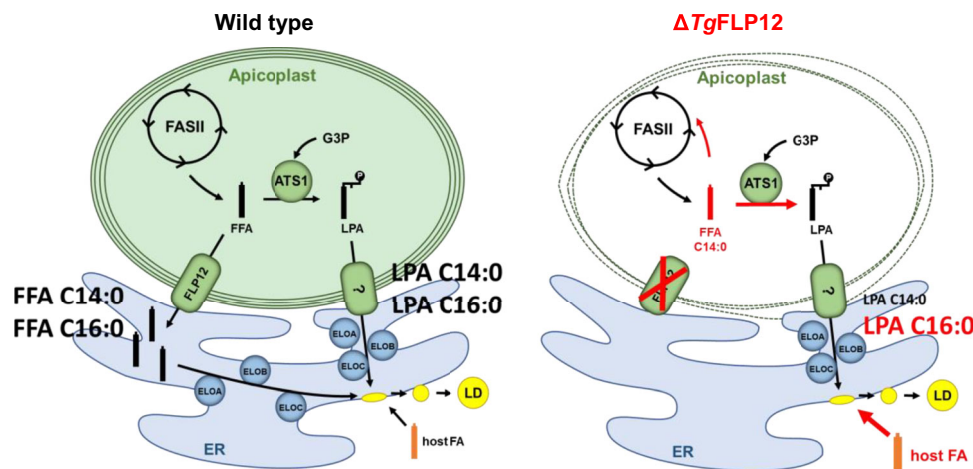 Wild type
Apicoplast
FASII
G3P
ATS1
P
FFA
LPA
FLP12
?
LPA C14:0
LPA C16:0
FFA C14:0
FFA C16:0
ELOA
ELOB
ELOC
ELOA
ELOB
ELOC
LD
host FA
ER
ΔTgFLP12
Apicoplast
FASII
G3P
ATS1
P
FFA
C14:0
LPA
?
LPA C14:0
LPA C16:0
ELOA
ELOB
ELOC
LD
host FA
ER